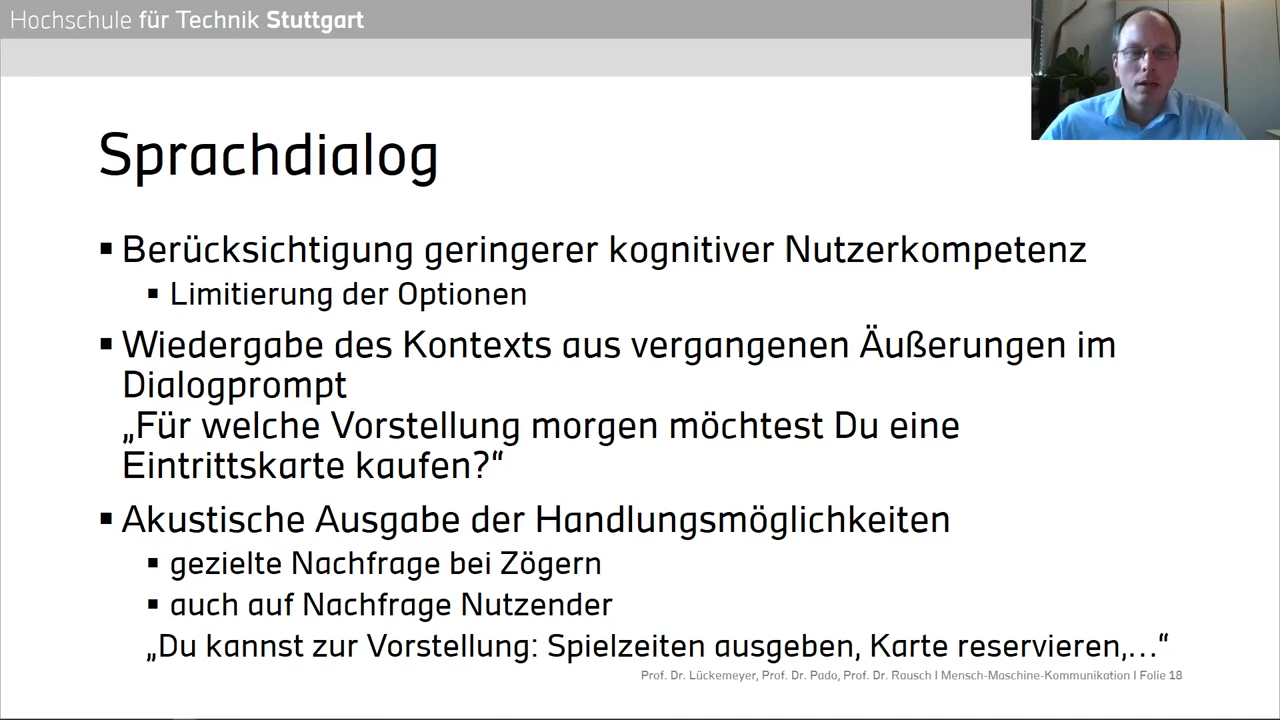 Hochschule für Technik Stuttgart
Sprachdialog
▪ Berücksichtigung geringerer kognitiver Nutzerkompetenz
▪ Limitierung der Optionen
▪ Wiedergabe des Kontexts aus vergangenen Äußerungen im
Dialogprompt
„Für welche Vorstellung morgen möchtest Du eine
Eintrittskarte kaufen?“
▪ Akustische Ausgabe der Handlungsmöglichkeiten
▪ gezielte Nachfrage bei Zögern
▪ auch auf Nachfrage Nutzender
„Du kannst zur Vorstellung: Spielzeiten ausgeben, Karte reservieren,…“
Prof. Dr. Lückemeyer, Prof. Dr. Pado, Prof. Dr. Rausch I Mensch-Maschine-Kommunikation I Folie 18